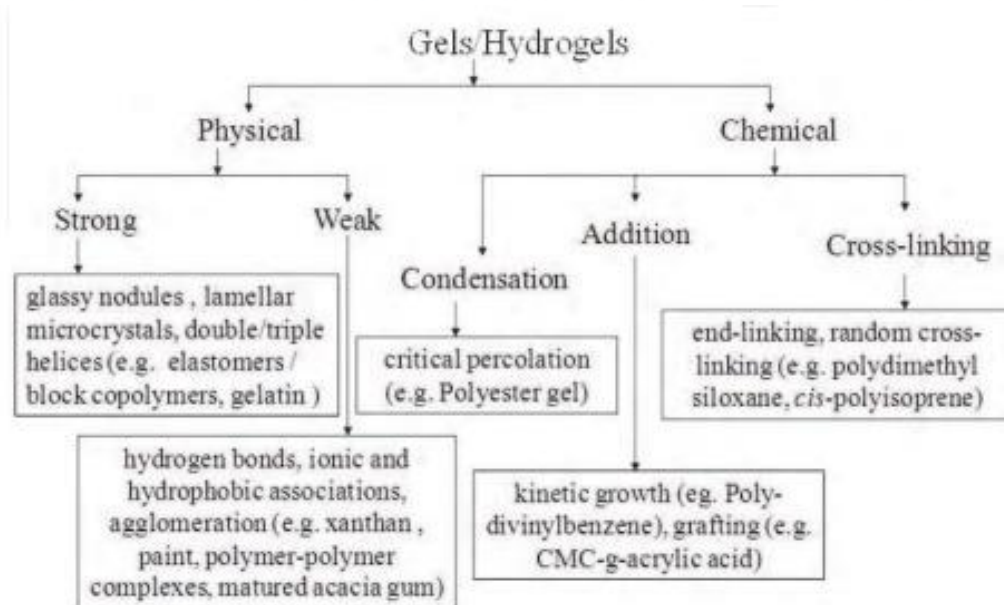 Gels/Hydrogels
Physical
Chemical
Strong
Weak
Condensation
Addition
Cross-linking
glassy nodules , lamellar
microcrystals, double/triple
helices (e.g. elastomers /
block copolymers, gelatin )
critical percolation
(e.g. Polyester gel)
end-linking, random cross-
linking (e.g. polydimethyl
siloxane, cis-polyisoprene)
hydrogen bonds, ionic and
hydrophobic associations,
agglomeration (e.g. xanthan ,
paint, polymer-polymer
complexes, matured acacia gum)
kinetic growth (eg. Poly-
divinylbenzene), grafting (e.g.
CMC-g-acrylic acid)